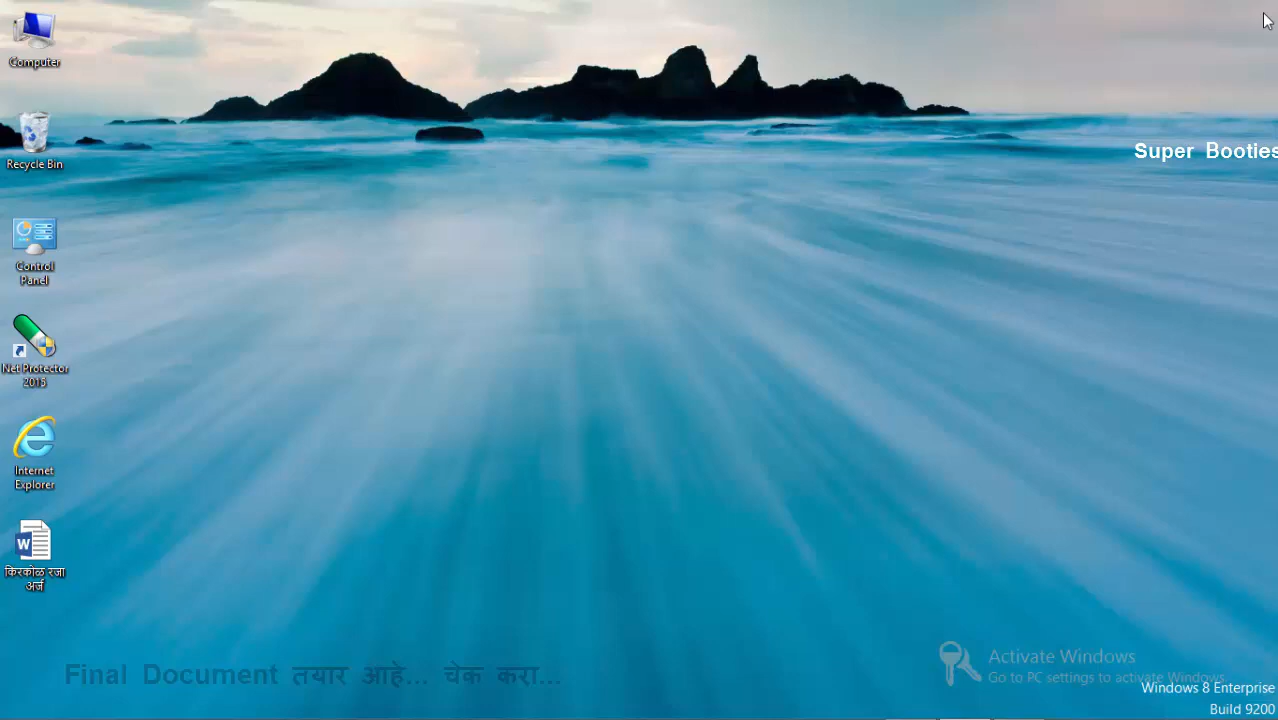 Computer
Super Booties
Recycle Bin
Control
Panel
Net Protector
2015
Internet
Explorer
W
किरकोळ रजा
अर्ज
Final Document तयार आहे... चेक करा...
Activate Windows
Go to PC settings to activate Windows.
Windows 8 Enterprise
Build 9200